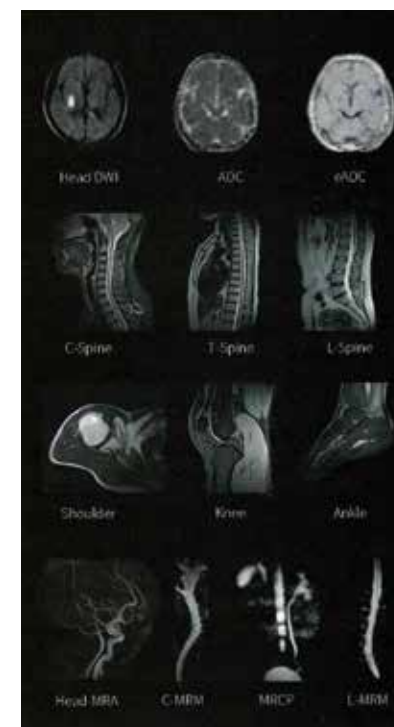 Head DWI ADC eADC
C-Spine T-Spine L-Spine
Shoulder Knee Ankle
Head-MRA C-MRM MRCP L-MRM